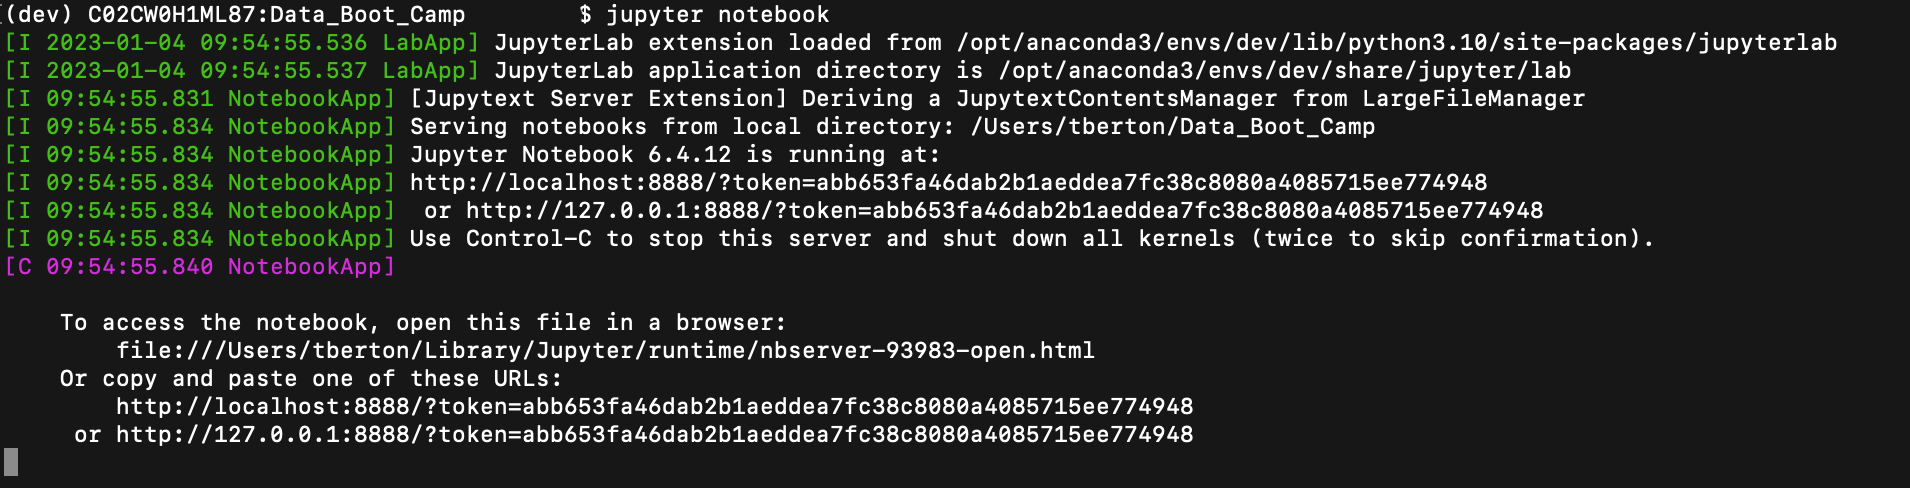 (dev) C02CW0H1ML87:Data_Boot_Camp $ jupyter notebook
[I 2023-01-04 09:54:55.536 LabApp] JupyterLab extension loaded from /opt/anaconda3/envs/dev/lib/python3.10/site-packages/jupyterlab
[I 2023-01-04 09:54:55.537 LabApp] JupyterLab application directory is /opt/anaconda3/envs/dev/share/jupyter/lab
[I 09:54:55.831 NotebookApp] [Jupytext Server Extension] Deriving a JupytextContentsManager from LargeFileManager
[I 09:54:55.834 NotebookApp] Serving notebooks from local directory: /Users/tberton/Data_Boot_Camp
[I 09:54:55.834 NotebookApp] Jupyter Notebook 6.4.12 is running at:
[I 09:54:55.834 NotebookApp] http://localhost:8888/?token=abb653fa46dab2b1aeddea7fc38c8080a4085715ee774948
[I 09:54:55.834 NotebookApp]  or http://127.0.0.1:8888/?token=abb653fa46dab2b1aeddea7fc38c8080a4085715ee774948
[I 09:54:55.834 NotebookApp] Use Control-C to stop this server and shut down all kernels (twice to skip confirmation).
[C 09:54:55.840 NotebookApp]
To access the notebook, open this file in a browser:
file:///Users/tberton/Library/Jupyter/runtime/nbserver-93983-open.html
Or copy and paste one of these URLs:
http://localhost:8888/?token=abb653fa46dab2b1aeddea7fc38c8080a4085715ee774948
or http://127.0.0.1:8888/?token=abb653fa46dab2b1aeddea7fc38c8080a4085715ee774948